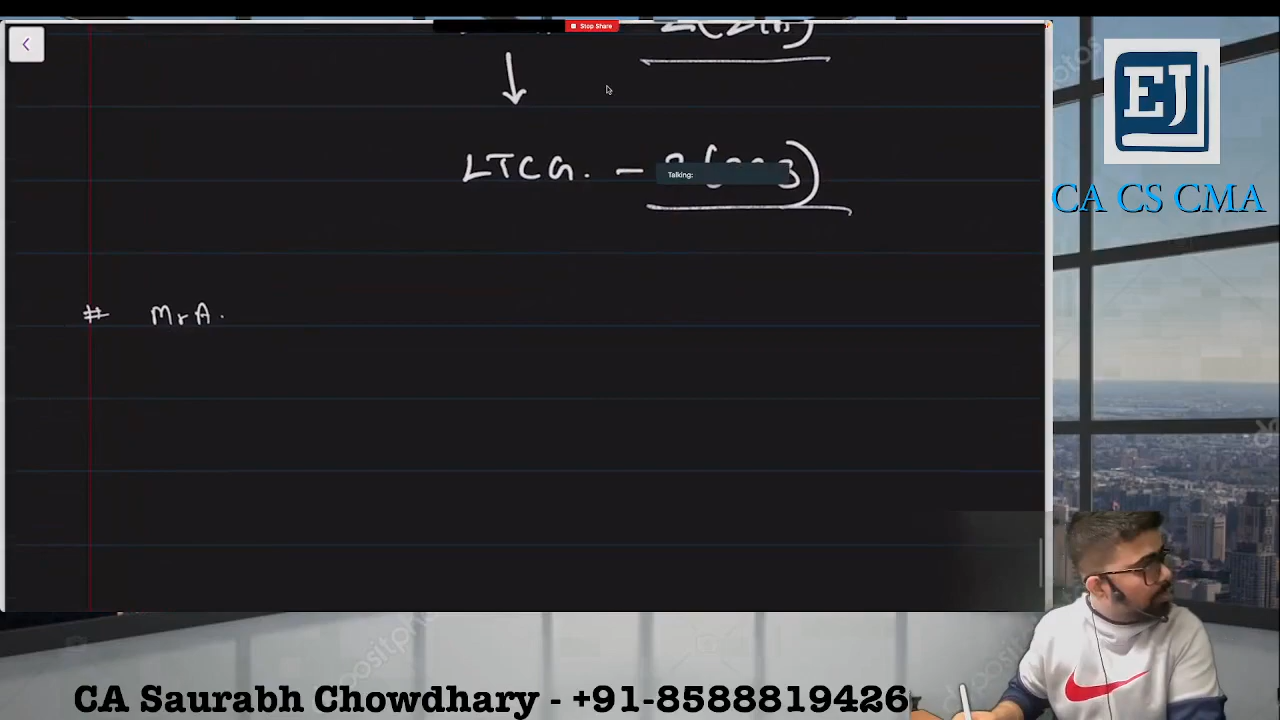 Stop Share
LTCG. –
Talking:
# Mr A.
EJ
CA CS CMA
CA Saurabh Chowdhary - +91-8588819426